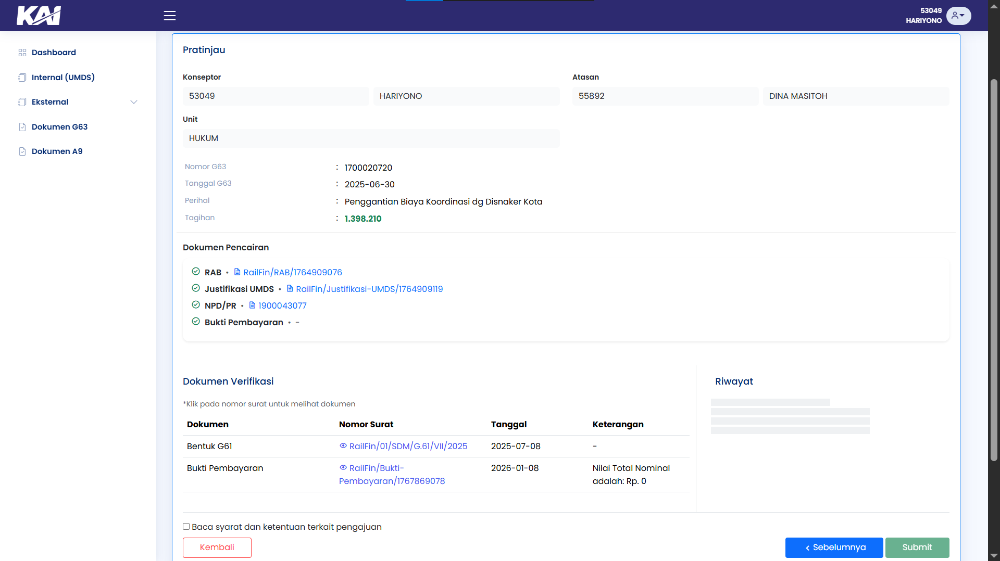 KAI
53049
HARIYONO
Dashboard
Internal (UMDS)
Eksternal
Dokumen G63
Dokumen A9
Pratinjau
Konseptor
Atasan
53049
HARIYONO
55892
DINA MASITOH
Unit
HUKUM
Nomor G63 : 1700020720
Tanggal G63 : 2025-06-30
Perihal : Penggantian Biaya Koordinasi dg Disnaker Kota
Tagihan : 1.398.210
Dokumen Pencairan
RAB • RailFin/RAB/1764909076
Justifikasi UMDS • RailFin/Justifikasi-UMDS/1764909119
NPD/PR • 1900043077
Bukti Pembayaran • -
Dokumen Verifikasi
*Klik pada nomor surat untuk melihat dokumen
Dokumen Nomor Surat Tanggal Keterangan
Bentuk G61 RailFin/01/SDM/G.61/VII/2025 2025-07-08 -
Bukti Pembayaran RailFin/Bukti- 2026-01-08 Nilai Total Nominal
Pembayaran/1767869078 adalah: Rp. 0
Riwayat
Baca syarat dan ketentuan terkait pengajuan
Kembali
Sebelumnya
Submit